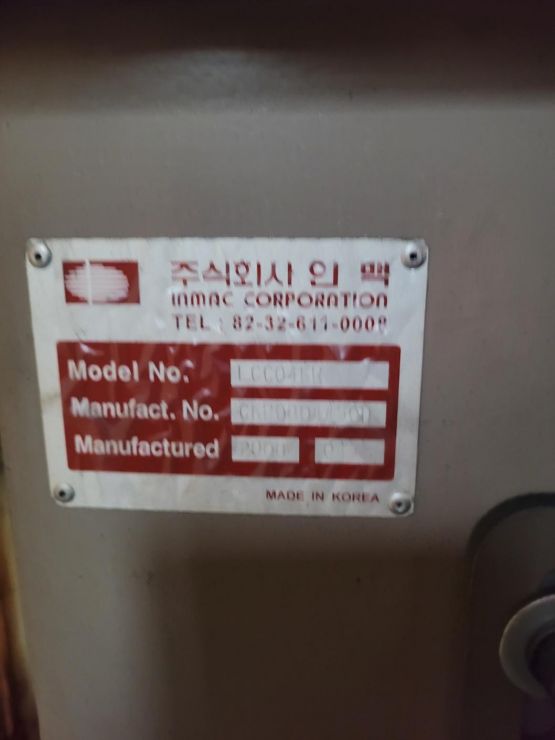 주식회사 인 맥
INMAC CORPORATION
TEL : 82-32-611-0008
Model No.
Manufact. No.
Manufactured
MADE IN KOREA